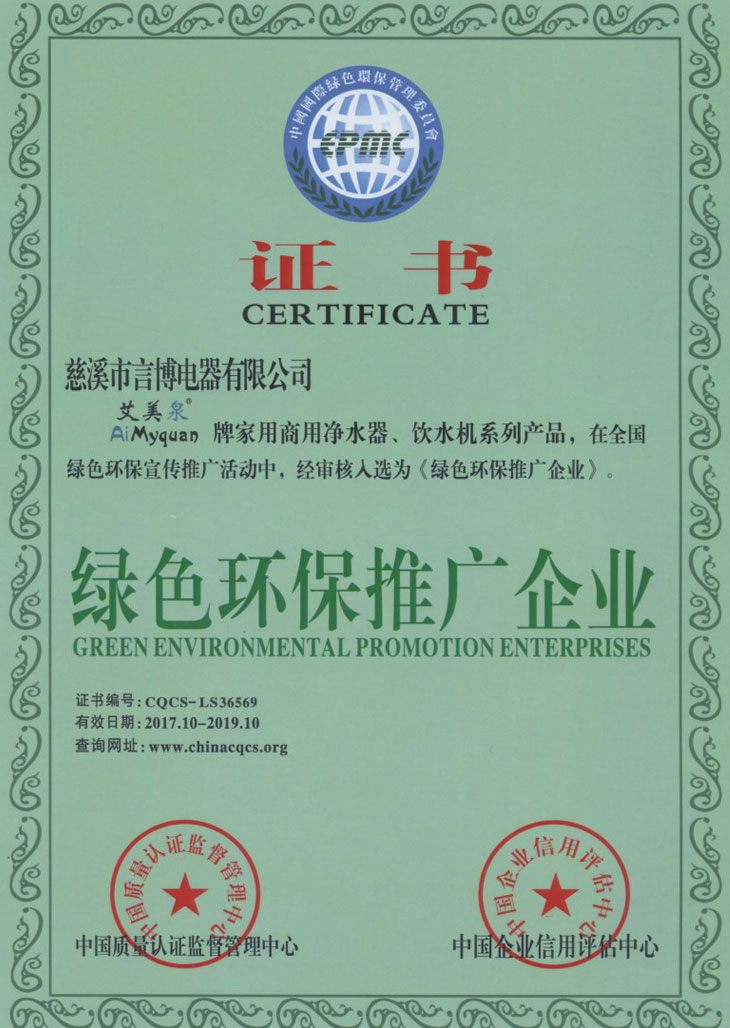 中國國際绿色環保管理委員會
EPMC
证书
CERTIFICATE
慈溪市言博电器有限公司
艾美泉®
AiMyquan 牌家用商用净水器、饮水机系列产品，在全国
绿色环保宣传推广活动中，经审核入选为《绿色环保推广企业》。
绿色环保推广企业
GREEN ENVIRONMENTAL PROMOTION ENTERPRISES
证书编号：CQCS-LS36569
有效日期：2017.10-2019.10
查询网址：www.chinacqcs.org
中国质量认证监督管理中心
中国质量认证监督管理中心
中国企业信用评估中心
中国企业信用评估中心